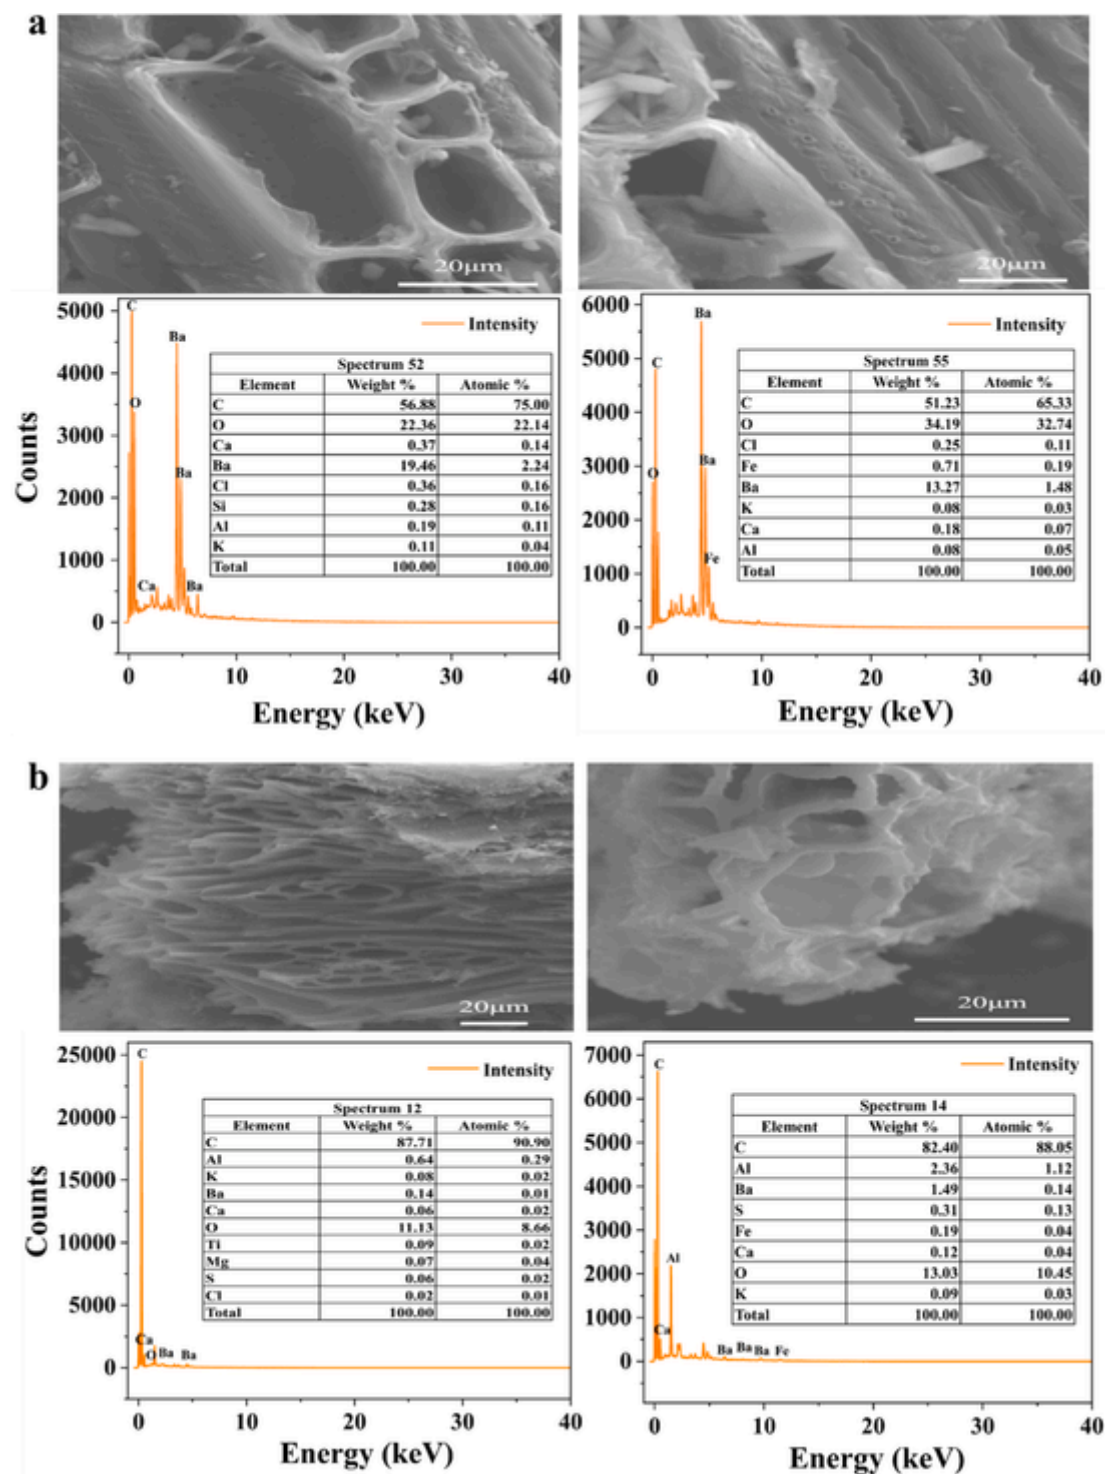 a
20μm
20μm
Counts
5000
4000
3000
2000
1000
0
C
O
Ba
Ba
Ca
Ba
Intensity
Spectrum 52
Element Weight % Atomic %
C 56.88 75.00
O 22.36 22.14
Ca 0.37 0.14
Ba 19.46 2.24
Cl 0.36 0.16
Si 0.28 0.16
Al 0.19 0.11
K 0.11 0.04
Total 100.00 100.00
0 10 20 30 40
Energy (keV)
6000
5000
4000
3000
2000
1000
0
C
O
Ba
Ba
Fe
Intensity
Spectrum 55
Element Weight % Atomic %
C 51.23 65.33
O 34.19 32.74
Cl 0.25 0.11
Fe 0.71 0.19
Ba 13.27 1.48
K 0.08 0.03
Ca 0.18 0.07
Al 0.08 0.05
Total 100.00 100.00
0 10 20 30 40
Energy (keV)
b
20μm
20μm
Counts
25000
20000
15000
10000
5000
0
C
Ca
O
Ba
Ba
Intensity
Spectrum 12
Element Weight % Atomic %
C 87.71 90.90
Al 0.64 0.29
K 0.08 0.02
Ba 0.14 0.01
Ca 0.06 0.02
O 11.13 8.66
Ti 0.09 0.02
Mg 0.07 0.04
S 0.06 0.02
Cl 0.02 0.01
Total 100.00 100.00
0 10 20 30 40
Energy (keV)
7000
6000
5000
4000
3000
2000
1000
0
C
Al
Ca
Ba
Ba
Ba
Fe
Intensity
Spectrum 14
Element Weight % Atomic %
C 82.40 88.05
Al 2.36 1.12
Ba 1.49 0.14
S 0.31 0.13
Fe 0.19 0.04
Ca 0.12 0.04
O 13.03 10.45
K 0.09 0.03
Total 100.00 100.00
0 10 20 30 40
Energy (keV)